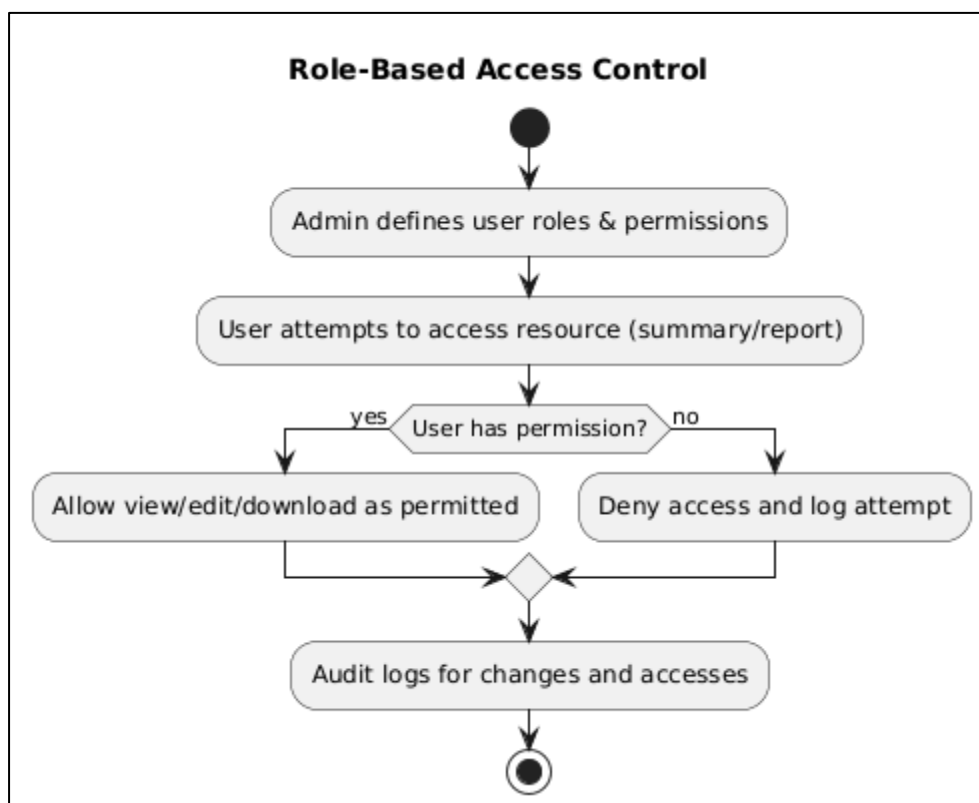 Role-Based Access Control
Admin defines user roles & permissions
User attempts to access resource (summary/report)
yes
User has permission?
no
Allow view/edit/download as permitted
Deny access and log attempt
Audit logs for changes and accesses